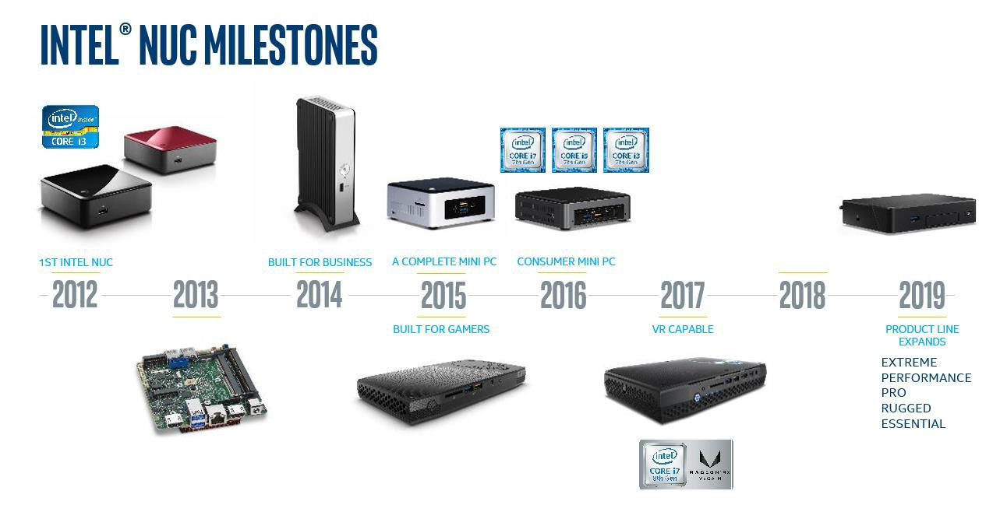 INTEL® NUC MILESTONES
intel inside™
CORE i3
intel
CORE i7
7th Gen
intel
CORE i5
7th Gen
intel
CORE i3
7th Gen
1ST INTEL NUC
BUILT FOR BUSINESS
A COMPLETE MINI PC
CONSUMER MINI PC
2012
2013
2014
2015
2016
2017
2018
2019
BUILT FOR GAMERS
VR CAPABLE
PRODUCT LINE
EXPANDS
EXTREME
PERFORMANCE
PRO
RUGGED
ESSENTIAL
intel
CORE i7
8th Gen
RADEON RX
VEGA M